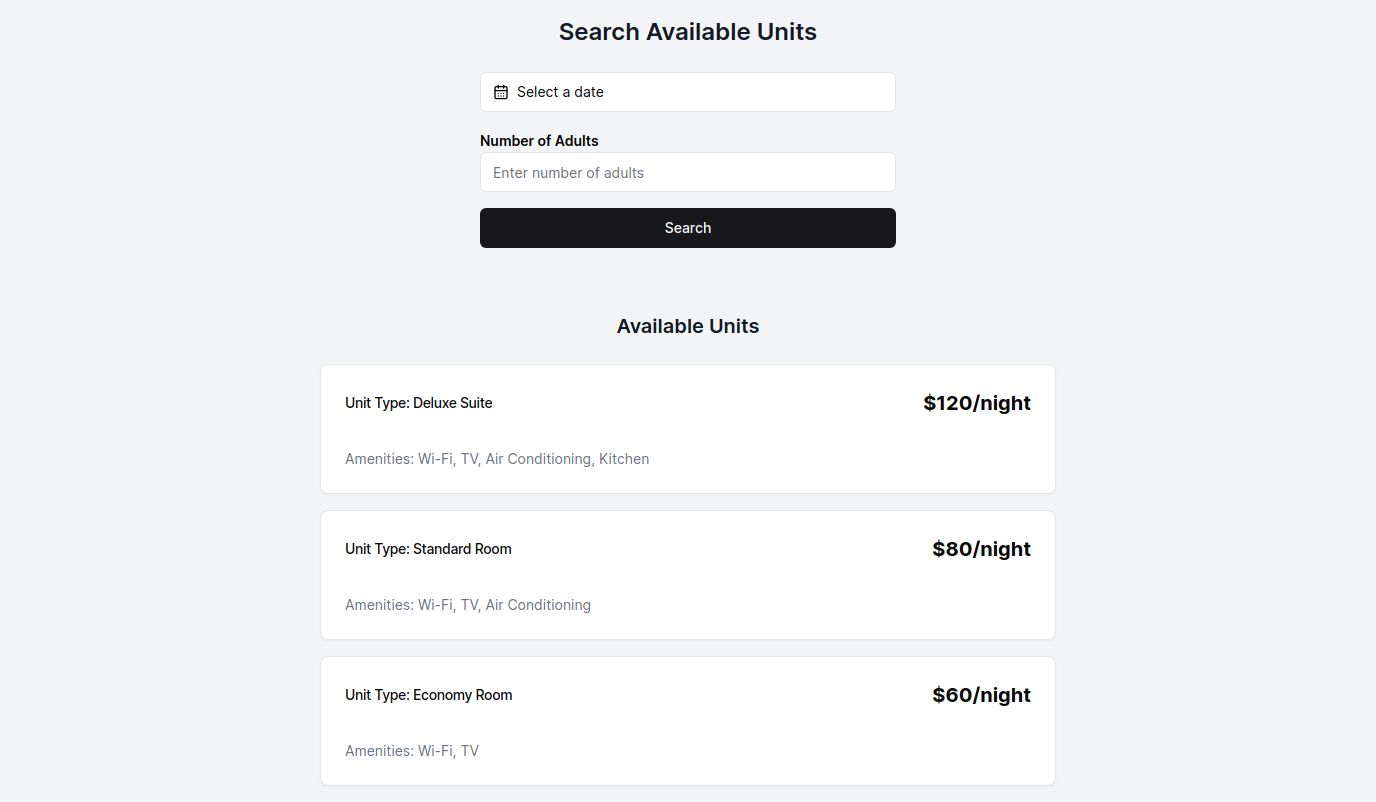 Search Available Units
Select a date
Number of Adults
Enter number of adults
Search
Available Units
Unit Type: Deluxe Suite
$120/night
Amenities: Wi-Fi, TV, Air Conditioning, Kitchen
Unit Type: Standard Room
$80/night
Amenities: Wi-Fi, TV, Air Conditioning
Unit Type: Economy Room
$60/night
Amenities: Wi-Fi, TV